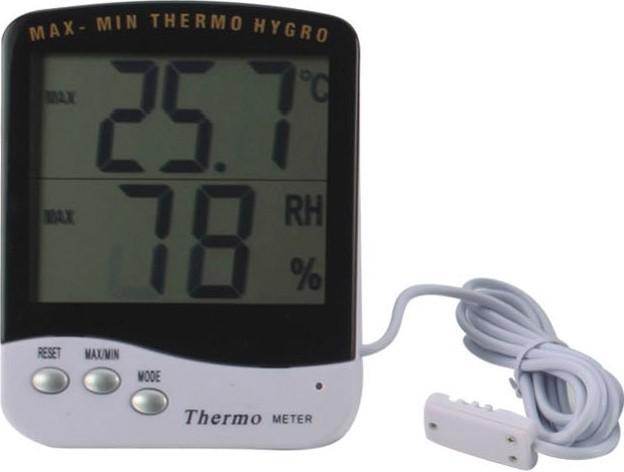 MAX- MIN THERMO HYGRO
MAX 25.7 °C
MAX 78 RH
%
RESET MAX/MIN
MODE
Thermo METER